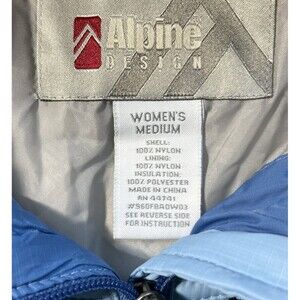 Alpine
DESIGN
WOMEN'S
MEDIUM
SHELL:
100% NYLON
LINING:
100% NYLON
INSULATION:
100% POLYESTER
MADE IN CHINA
RN 44741
#S60FBAOW03
SEE REVERSE SIDE
FOR INSTRUCTION